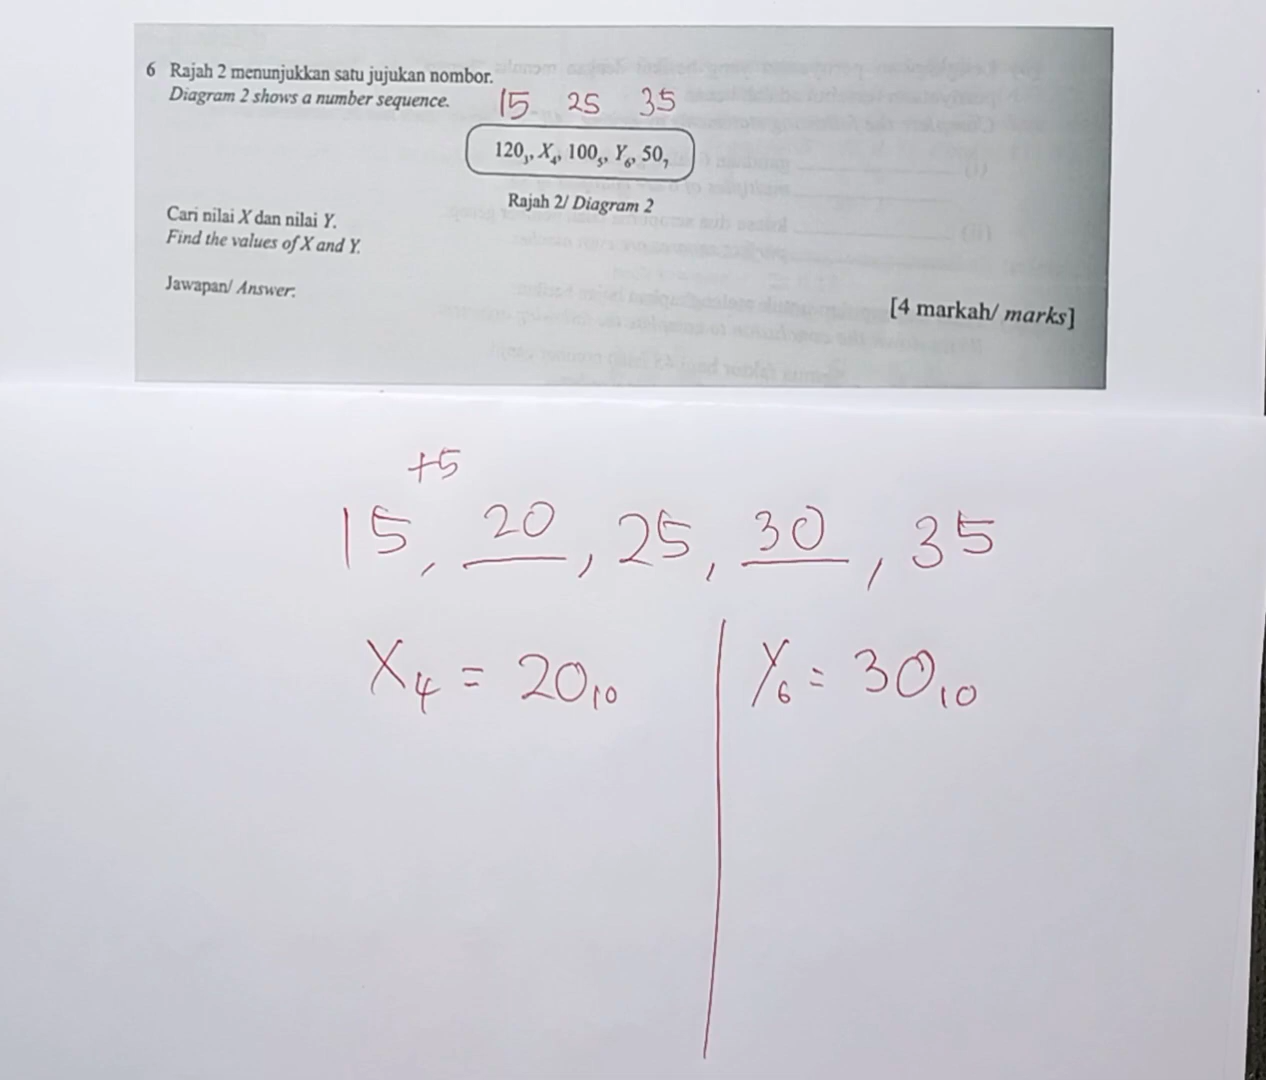 6 Rajah 2 menunjukkan satu jujukan nombor.
Diagram 2 shows a number sequence.
15 25 35
120₃, X₄, 100₅, Y₆, 50₇
Rajah 2/ Diagram 2
Cari nilai X dan nilai Y.
Find the values of X and Y.
Jawapan/ Answer:
[4 markah/ marks]
+5
15, 20, 25, 30, 35
X₄ = 20₁₀
Y₆ = 30₁₀